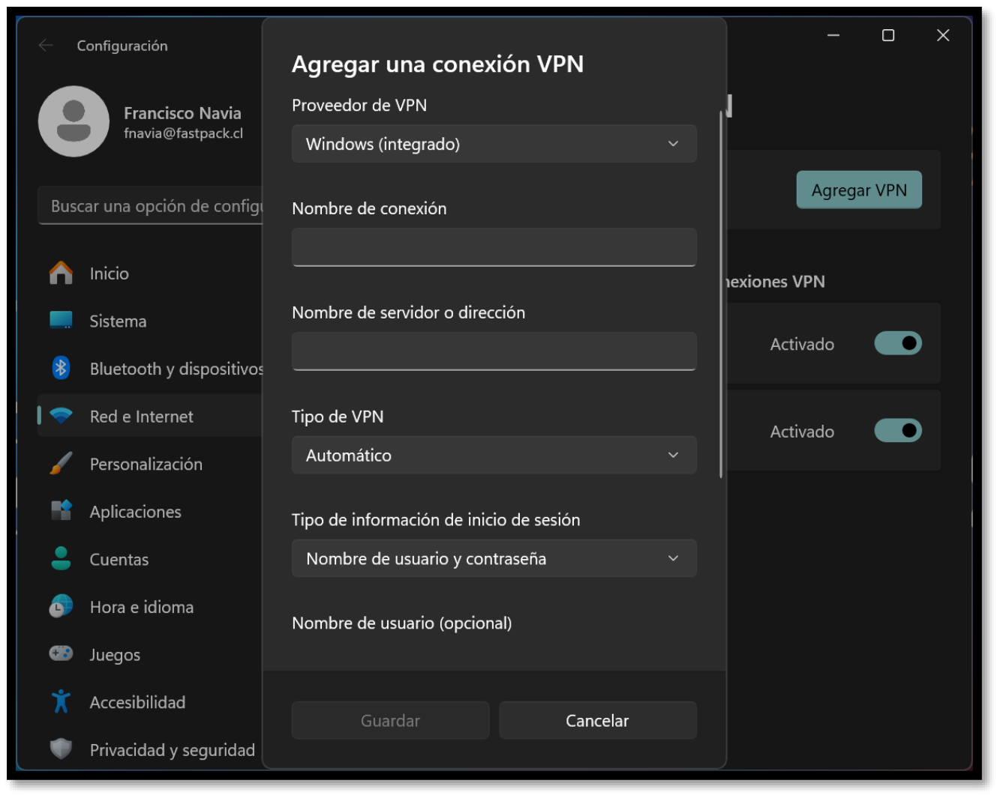 Configuración
Francisco Navia
fnavia@fastpack.cl
Buscar una opción de configu
Inicio
Sistema
Bluetooth y dispositivos
Red e Internet
Personalización
Aplicaciones
Cuentas
Hora e idioma
Juegos
Accesibilidad
Privacidad y seguridad
Agregar una conexión VPN
Proveedor de VPN
Windows (integrado)
Nombre de conexión
Nombre de servidor o dirección
Tipo de VPN
Automático
Tipo de información de inicio de sesión
Nombre de usuario y contraseña
Nombre de usuario (opcional)
Guardar
Cancelar
N
Agregar VPN
nexiones VPN
Activado
Activado